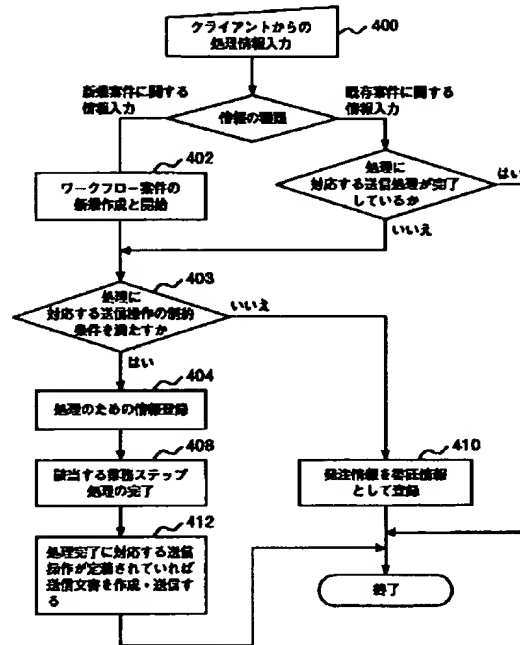 クライアントからの
処理情報入力
400
新規案件に関する
情報入力
情報の種類
既存案件に関する
情報入力
402
ワークフロー案件の
新規作成と開始
処理に
対応する送信処理が完了
しているか
はい
いいえ
403
処理に
対応する送信操作の制約
条件を満たすか
いいえ
はい
404
処理のための情報登録
408
該当する業務ステップ
処理の完了
410
発注情報を委託情報
として登録
412
処理完了に対応する送信
操作が定義されていれば
送信文書を作成・送信す
る
終了